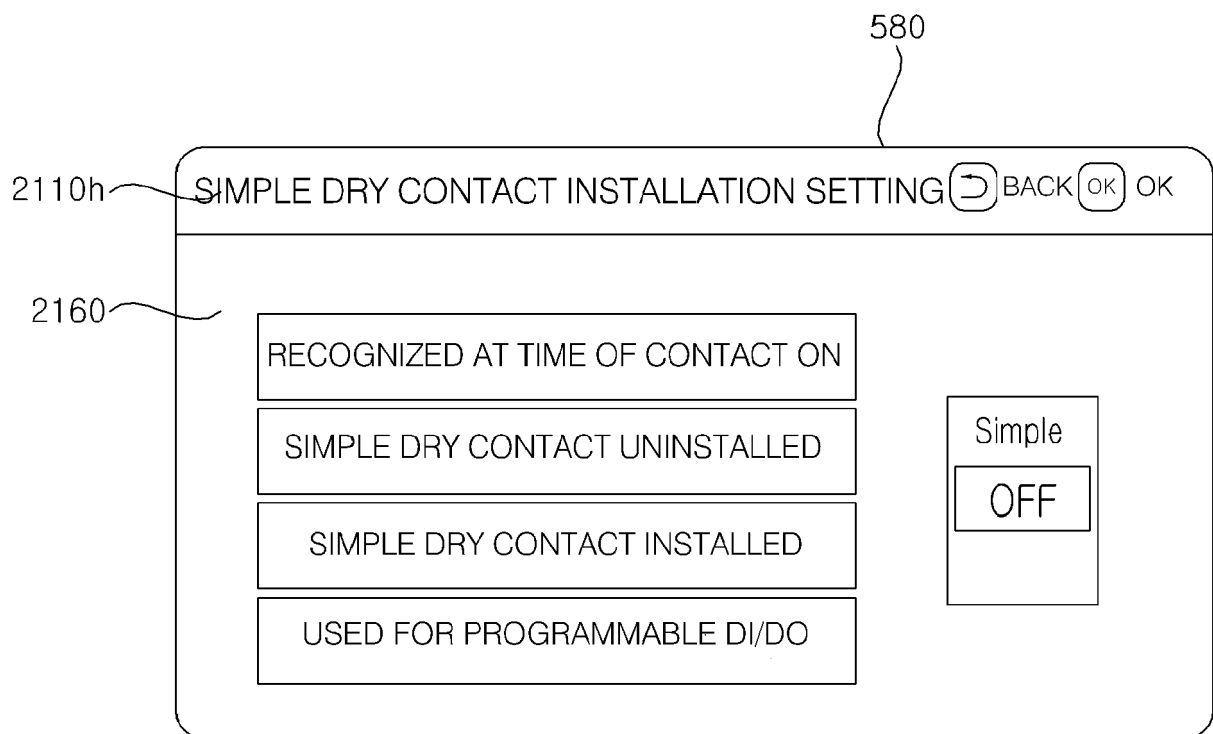 580
2110h
SIMPLE DRY CONTACT INSTALLATION SETTING BACK OK OK
2160
RECOGNIZED AT TIME OF CONTACT ON
SIMPLE DRY CONTACT UNINSTALLED
Simple
OFF
SIMPLE DRY CONTACT INSTALLED
USED FOR PROGRAMMABLE DI/DO